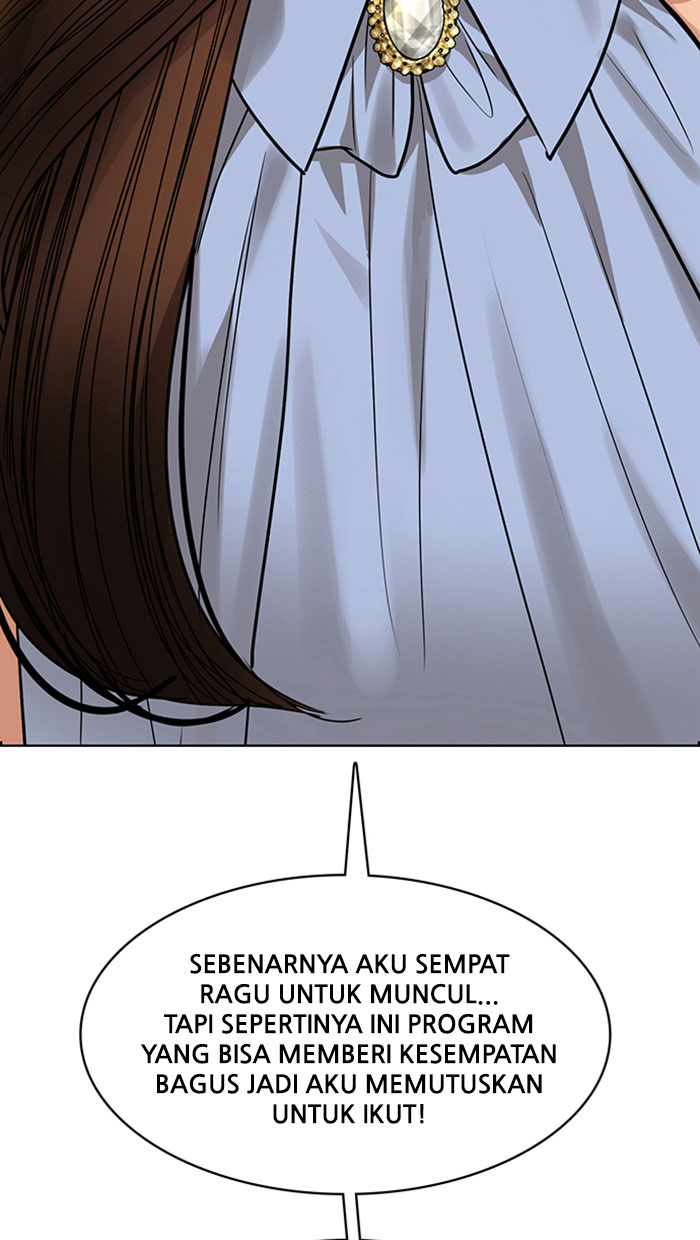 SEBENARNYA AKU SEMPAT
RAGU UNTUK MUNCUL...
TAPI SEPERTINYA INI PROGRAM
YANG BISA MEMBERI KESEMPATAN
BAGUS JADI AKU MEMUTUSKAN
UNTUK IKUT!